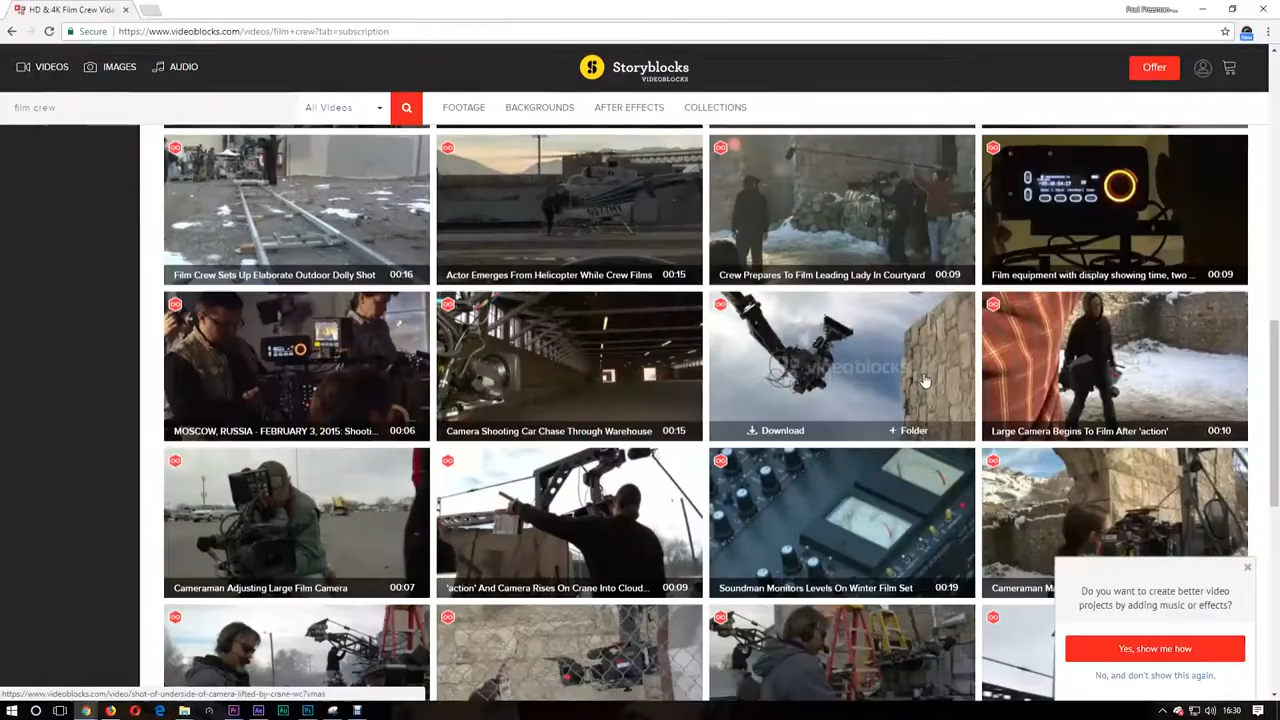 HD & 4K Film Crew Vide
Paul Freeman-...
Secure
https://www.videoblocks.com/videos/film+crew?tab=subscription
VIDEOS
IMAGES
AUDIO
Storyblocks
VIDEOBLOCKS
Offer
film crew
All Videos
FOOTAGE
BACKGROUNDS
AFTER EFFECTS
COLLECTIONS
Film Crew Sets Up Elaborate Outdoor Dolly Shot 00:16
Actor Emerges From Helicopter While Crew Films 00:15
Crew Prepares To Film Leading Lady In Courtyard 00:09
Film equipment with display showing time, two ... 00:09
videoblocks
MOSCOW, RUSSIA - FEBRUARY 3, 2015: Shooti... 00:06
Camera Shooting Car Chase Through Warehouse 00:15
Download + Folder
Large Camera Begins To Film After 'action' 00:10
Cameraman Adjusting Large Film Camera 00:07
'action' And Camera Rises On Crane Into Cloud... 00:09
Soundman Monitors Levels On Winter Film Set 00:19
Cameraman Ma
Do you want to create better video
projects by adding music or effects?
Yes, show me how
No, and don't show this again.
https://www.videoblocks.com/video/shot-of-underside-of-camera-lifted-by-crane-wc7vmas
16:30